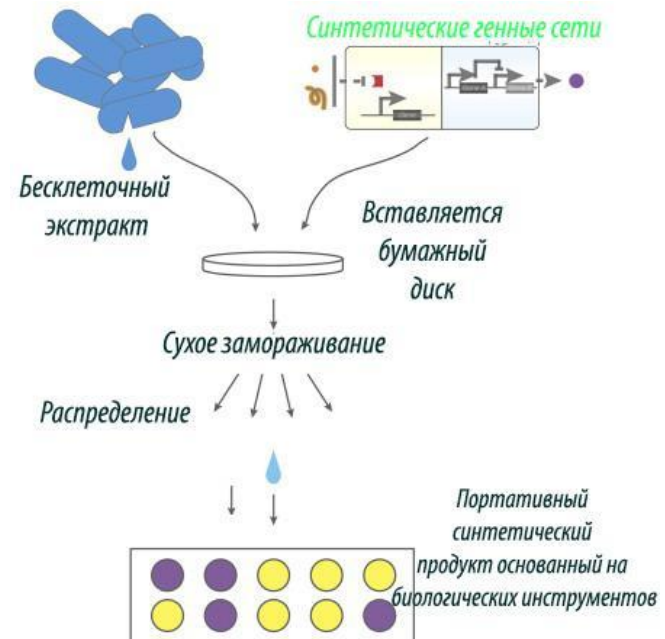 Синтетические генные сети
Бесклеточный
экстракт
Вставляется
бумажный
диск
Сухое замораживание
Распределение
Портативный
синтетический
продукт основанный на
биологических инструментов